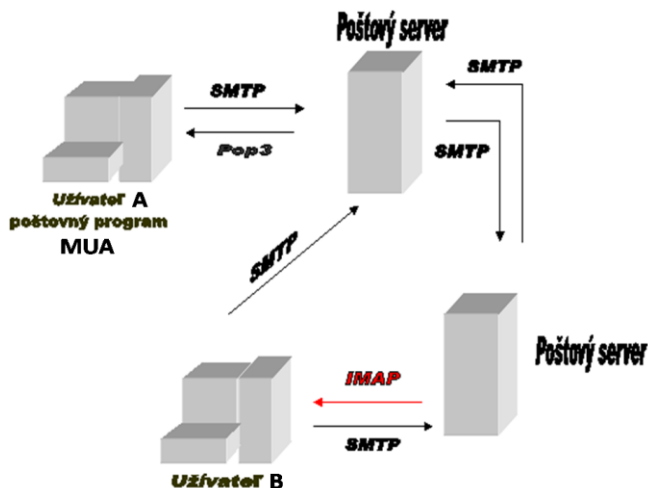 Poštový server
SMTP
SMTP
Pop3
SMTP
Užívateľ A
poštovný program
MUA
SMTP
Poštový server
IMAP
SMTP
Užívateľ B